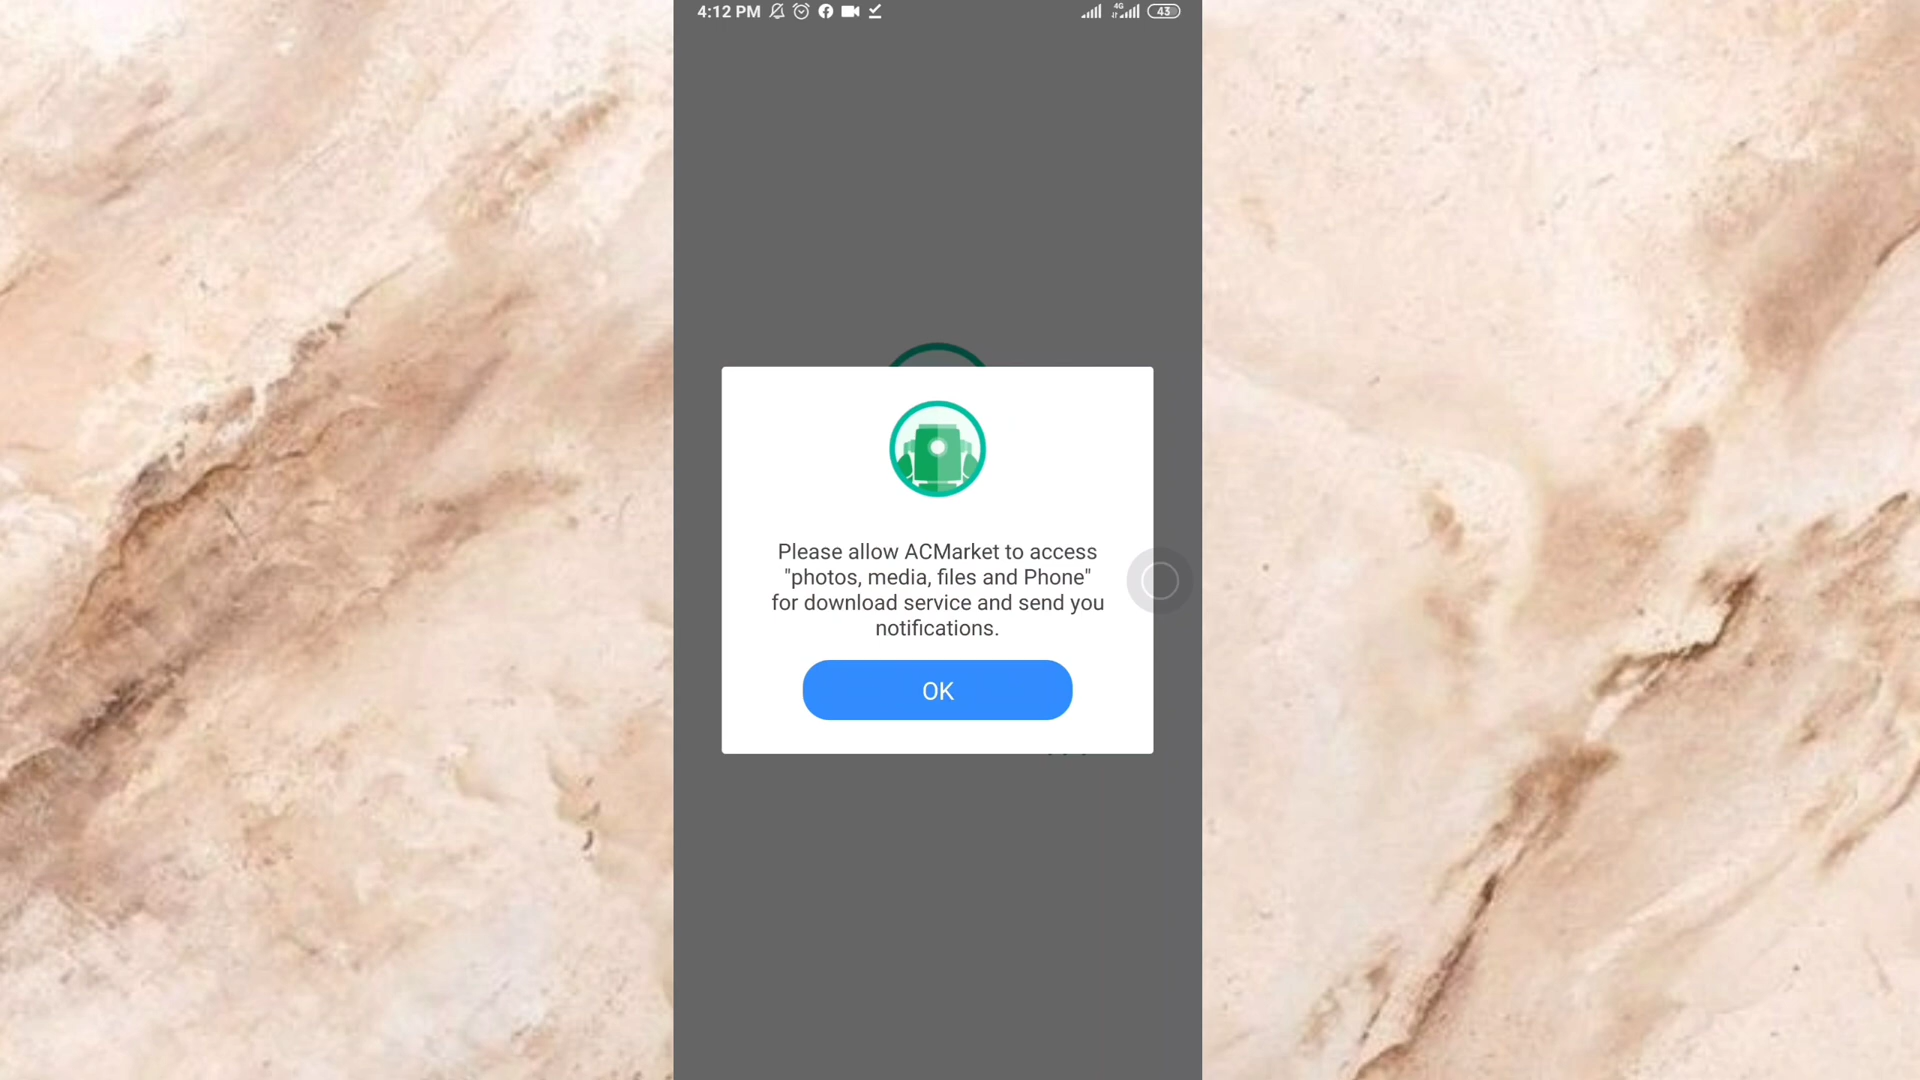 4:12 PM 4G 43
Please allow ACMarket to access
"photos, media, files and Phone"
for download service and send you
notifications.
OK